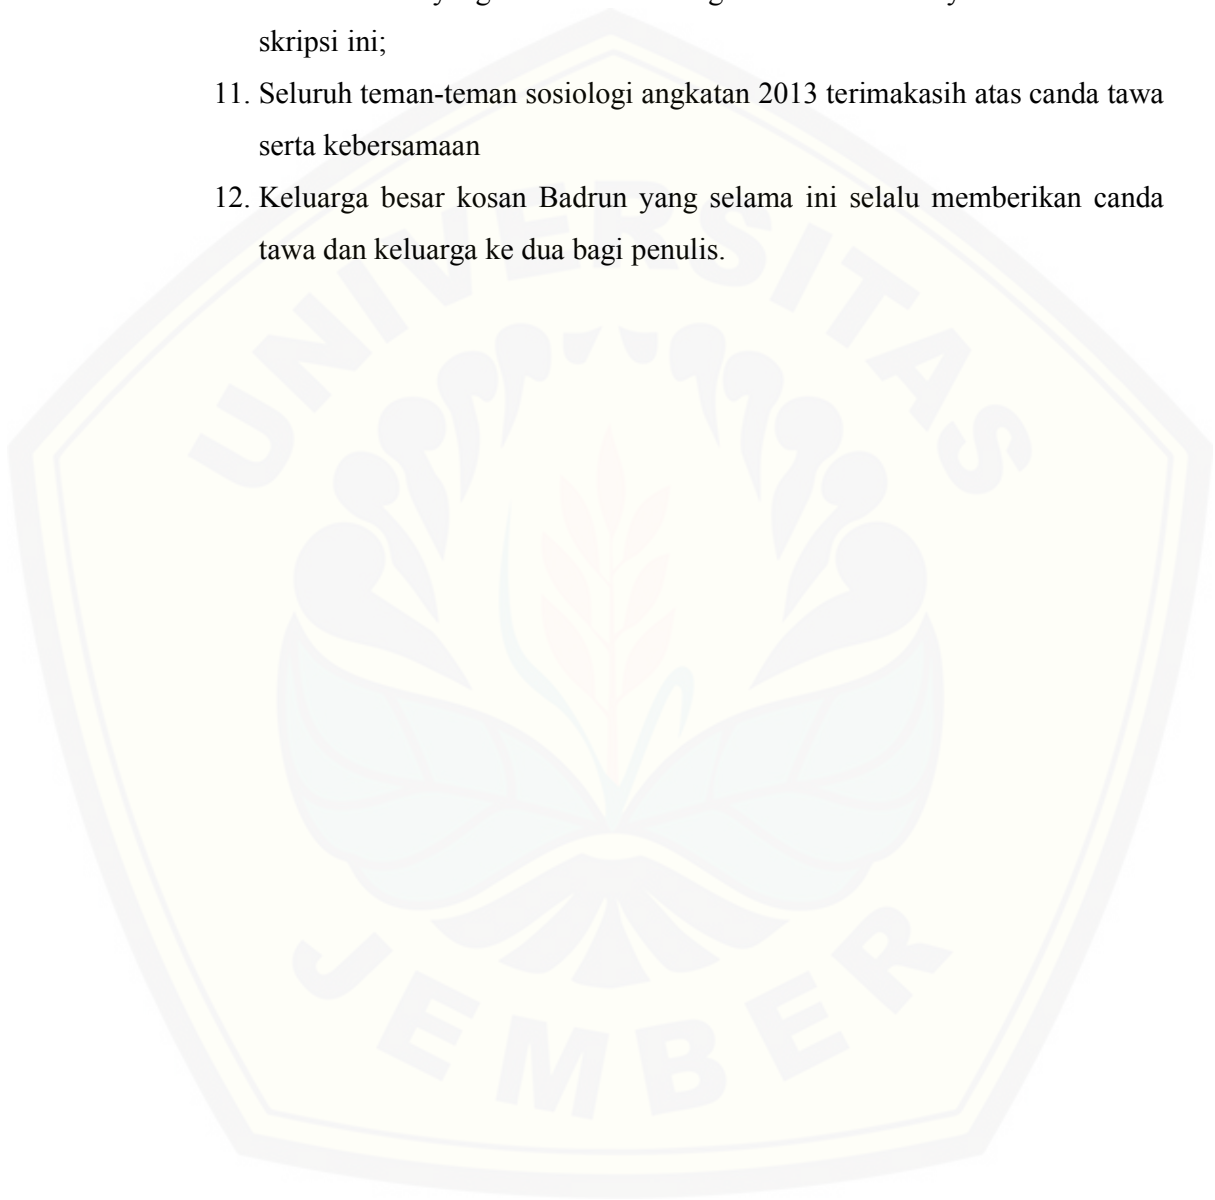 skripsi ini;
11. Seluruh teman-teman sosiologi angkatan 2013 terimakasih atas canda tawa
serta kebersamaan
12. Keluarga besar kosan Badrun yang selama ini selalu memberikan canda
tawa dan keluarga ke dua bagi penulis.
UNIVERSITAS
JEMBER